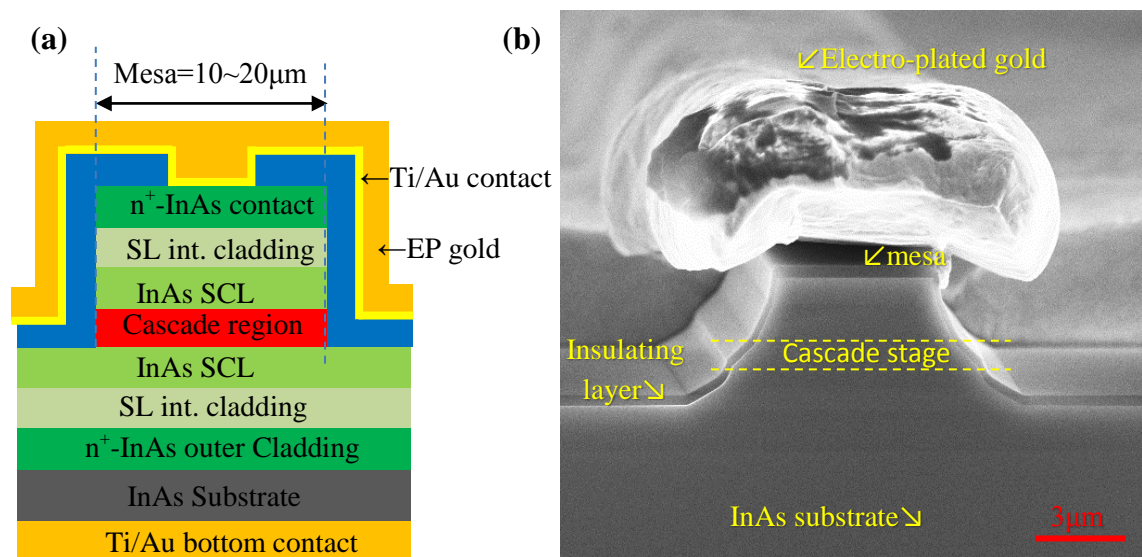 (a)
Mesa=10~20μm
←Ti/Au contact
n⁺-InAs contact
SL int. cladding
←EP gold
InAs SCL
Cascade region
InAs SCL
SL int. cladding
n⁺-InAs outer Cladding
InAs Substrate
Ti/Au bottom contact
(b)
↙Electro-plated gold
↙mesa
Insulating
layer↘
Cascade stage
InAs substrate↘
3μm